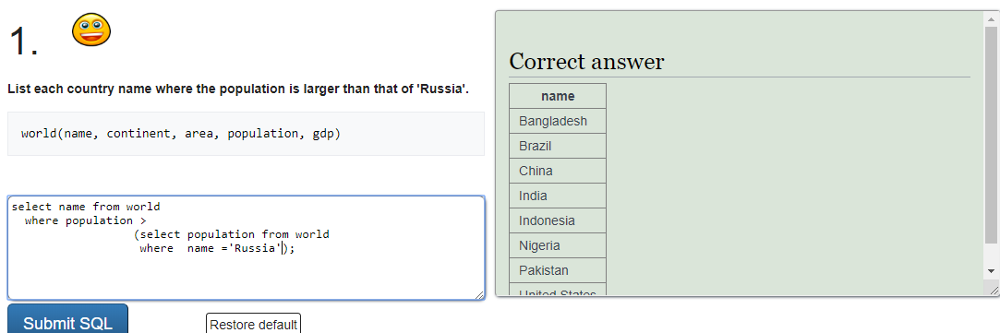 1.
List each country name where the population is larger than that of 'Russia'.
world(name, continent, area, population, gdp)
select name from world
where population >
(select population from world
where name ='Russia');
Submit SQL
Restore default
Correct answer
name
Bangladesh
Brazil
China
India
Indonesia
Nigeria
Pakistan
United States